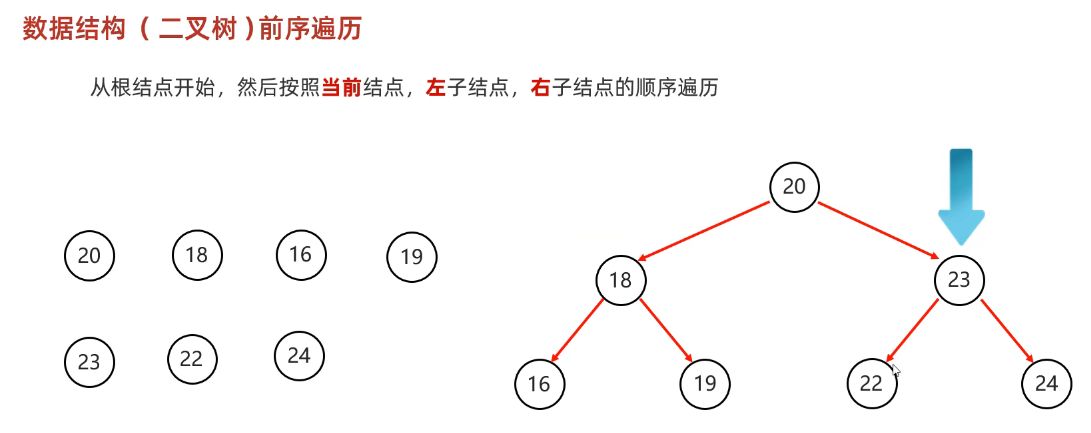 数据结构（二叉树)前序遍历
从根结点开始，然后按照当前结点，左子结点，右子结点的顺序遍历
20 18 16 19
23 22 24
20
18 23
16 19 22 24